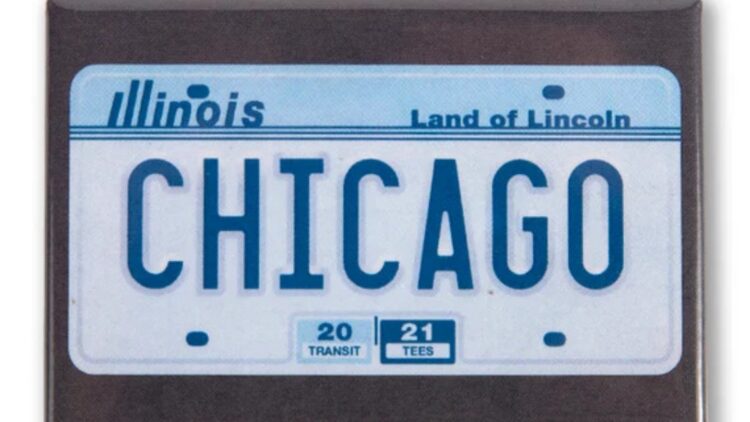 Illinois Land of Lincoln
CHICAGO
20 21
TRANSIT TEES